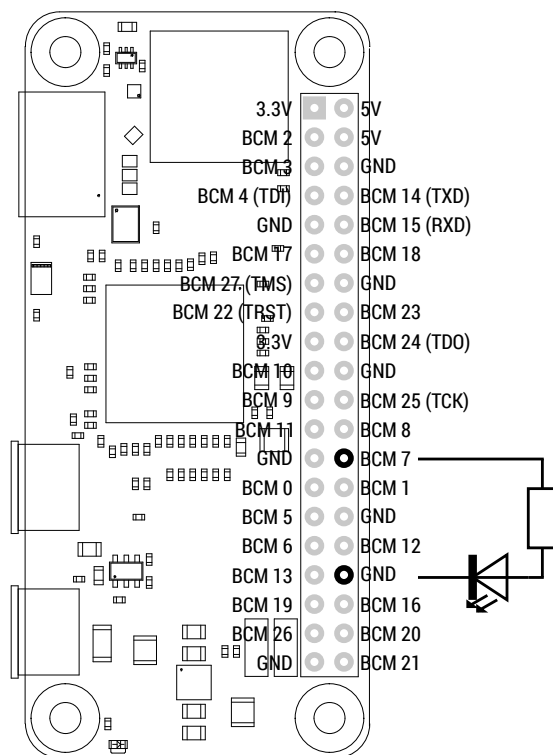 3.3V 5V
BCM 2 5V
BCM 3 GND
BCM 4 (TDI) BCM 14 (TXD)
GND BCM 15 (RXD)
BCM 17 BCM 18
BCM 27 (TMS) GND
BCM 22 (TRST) BCM 23
3.3V BCM 24 (TDO)
BCM 10 GND
BCM 9 BCM 25 (TCK)
BCM 11 BCM 8
GND BCM 7
BCM 0 BCM 1
BCM 5 GND
BCM 6 BCM 12
BCM 13 GND
BCM 19 BCM 16
BCM 26 BCM 20
GND BCM 21